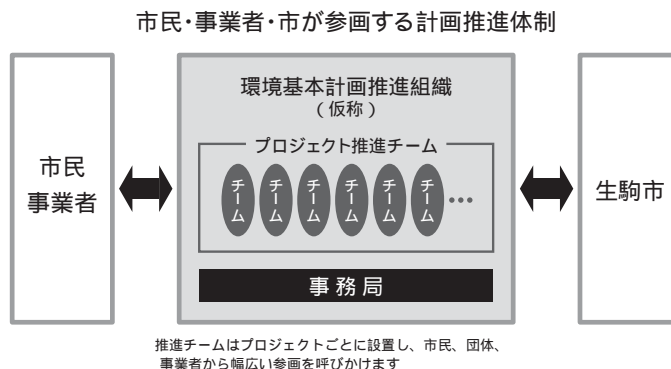 市民・事業者・市が参画する計画推進体制
市民
事業者
環境基本計画推進組織
(仮称)
プロジェクト推進チーム
チーム
チーム
チーム
チーム
チーム
チーム
…
事務局
生駒市
推進チームはプロジェクトごとに設置し、市民、団体、
事業者から幅広い参画を呼びかけます